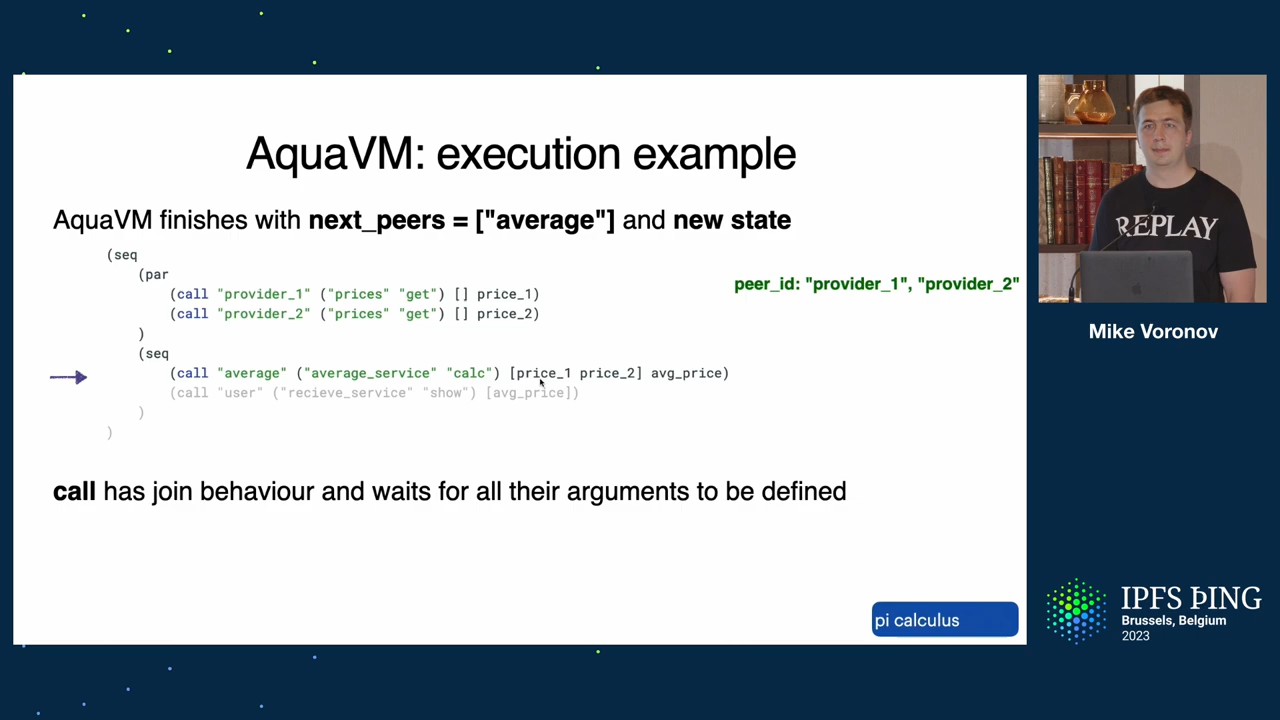 AquaVM: execution example
AquaVM finishes with next_peers = ["average"] and new state
(seq
(par
(call "provider_1" ("prices" "get") [] price_1)
(call "provider_2" ("prices" "get") [] price_2)
)
(seq
(call "average" ("average_service" "calc") [price_1 price_2] avg_price)
(call "user" ("recieve_service" "show") [avg_price])
)
)
peer_id: "provider_1", "provider_2"
call has join behaviour and waits for all their arguments to be defined
pi calculus
REPLAY
Mike Voronov
IPFS ÞING
Brussels, Belgium
2023